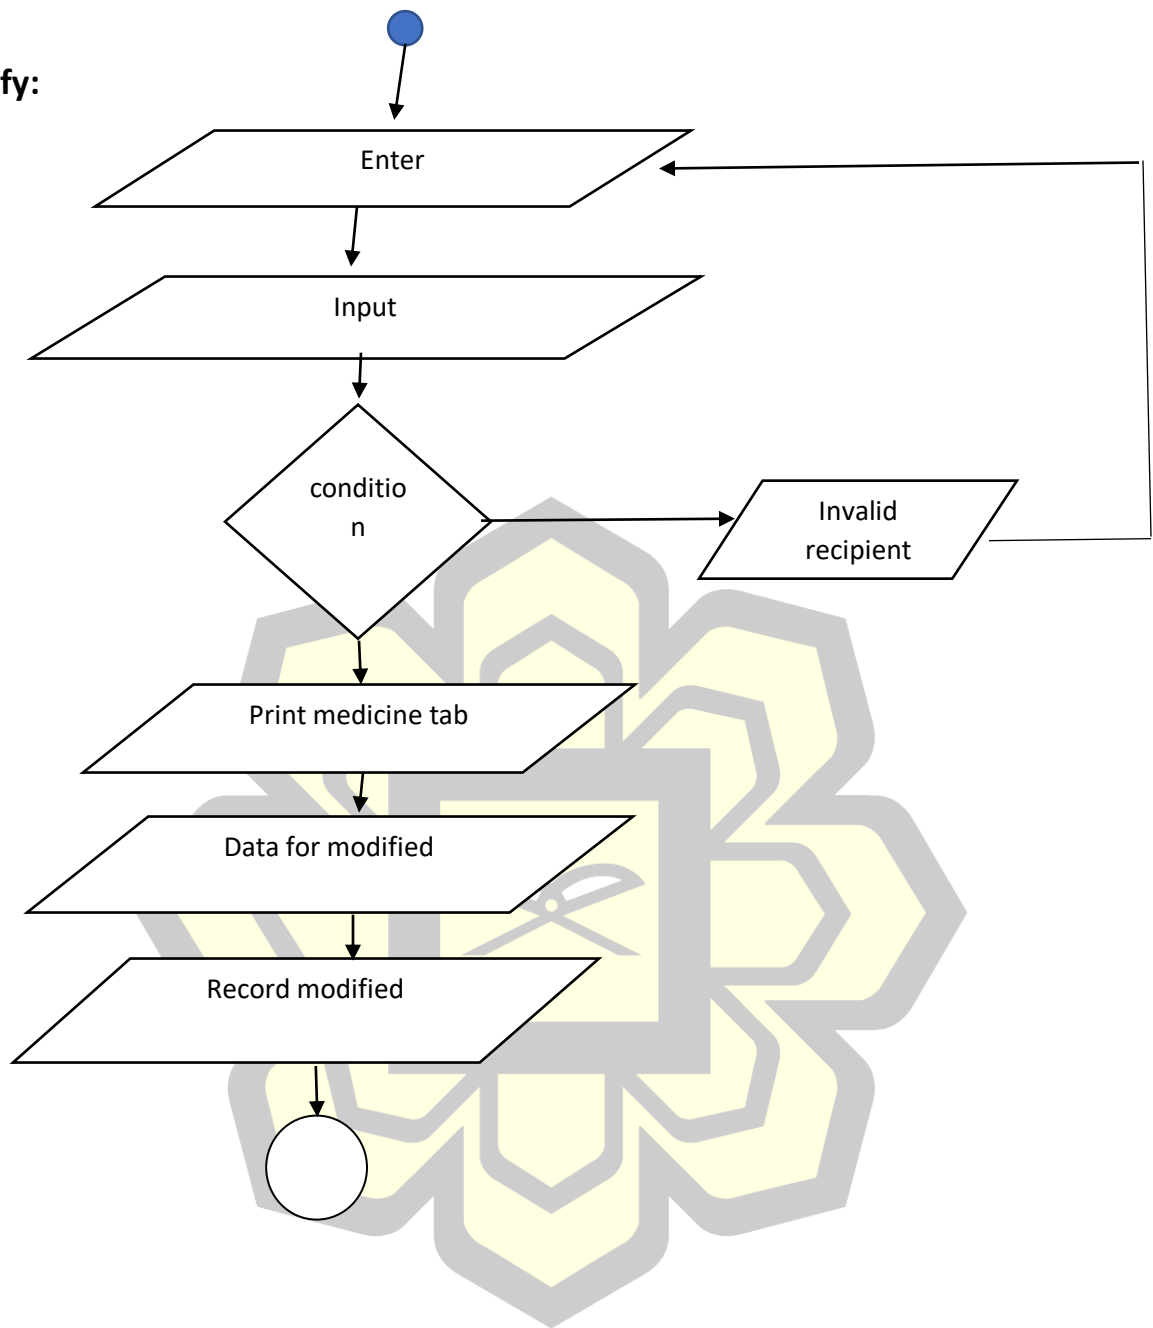 fy:
Enter
Input
conditio
n
Invalid
recipient
Print medicine tab
Data for modified
Record modified